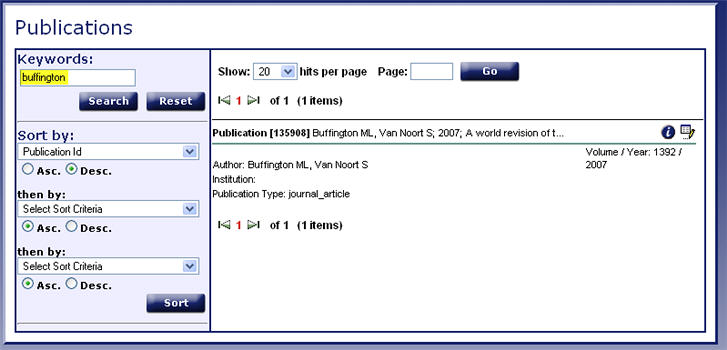 Publications
Keywords:
buffington
Search Reset
Sort by:
Publication Id
Asc. Desc.
then by:
Select Sort Criteria
Asc. Desc.
then by:
Select Sort Criteria
Asc. Desc.
Sort
Show: 20 hits per page Page: Go
1 of 1 (1 items)
Publication [135908] Buffington ML, Van Noort S; 2007; A world revision of t...
Volume / Year: 1392 /
2007
Author: Buffington ML, Van Noort S
Institution:
Publication Type: journal_article
1 of 1 (1 items)